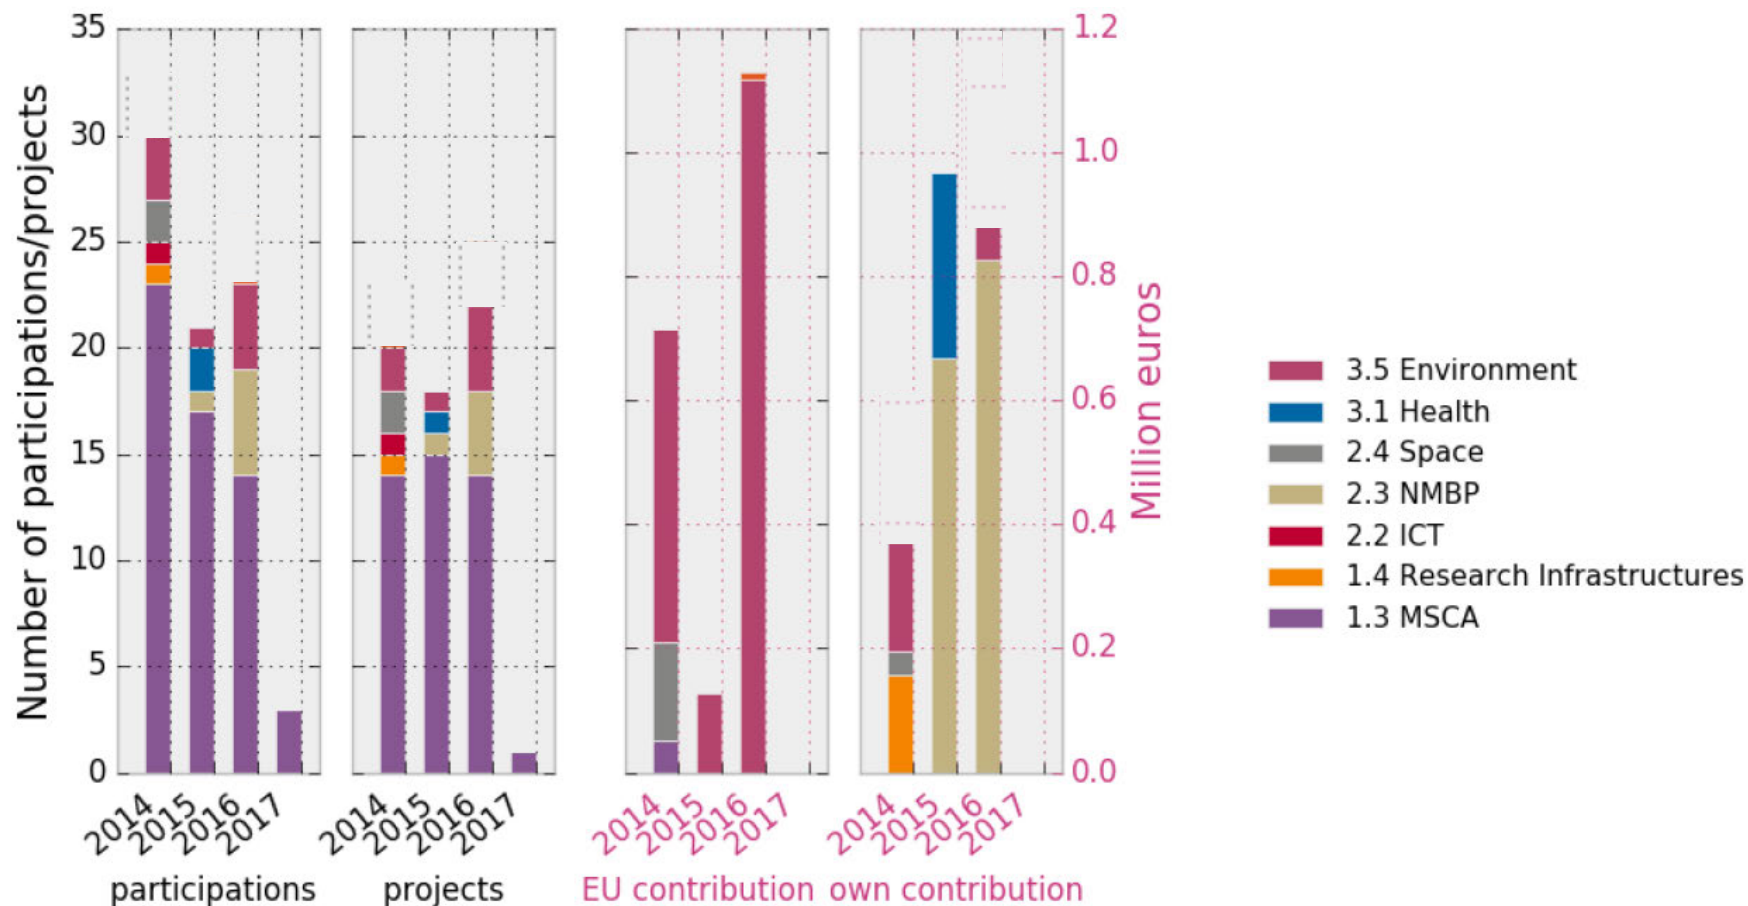 Number of participations/projects
35
30
25
20
15
10
5
0
2014
2015
2016
2017
participations
2014
2015
2016
2017
projects
2014
2015
2016
2017
EU contribution
2014
2015
2016
2017
own contribution
1.2
1.0
0.8
0.6
0.4
0.2
0.0
Million euros
3.5 Environment
3.1 Health
2.4 Space
2.3 NMBP
2.2 ICT
1.4 Research Infrastructures
1.3 MSCA